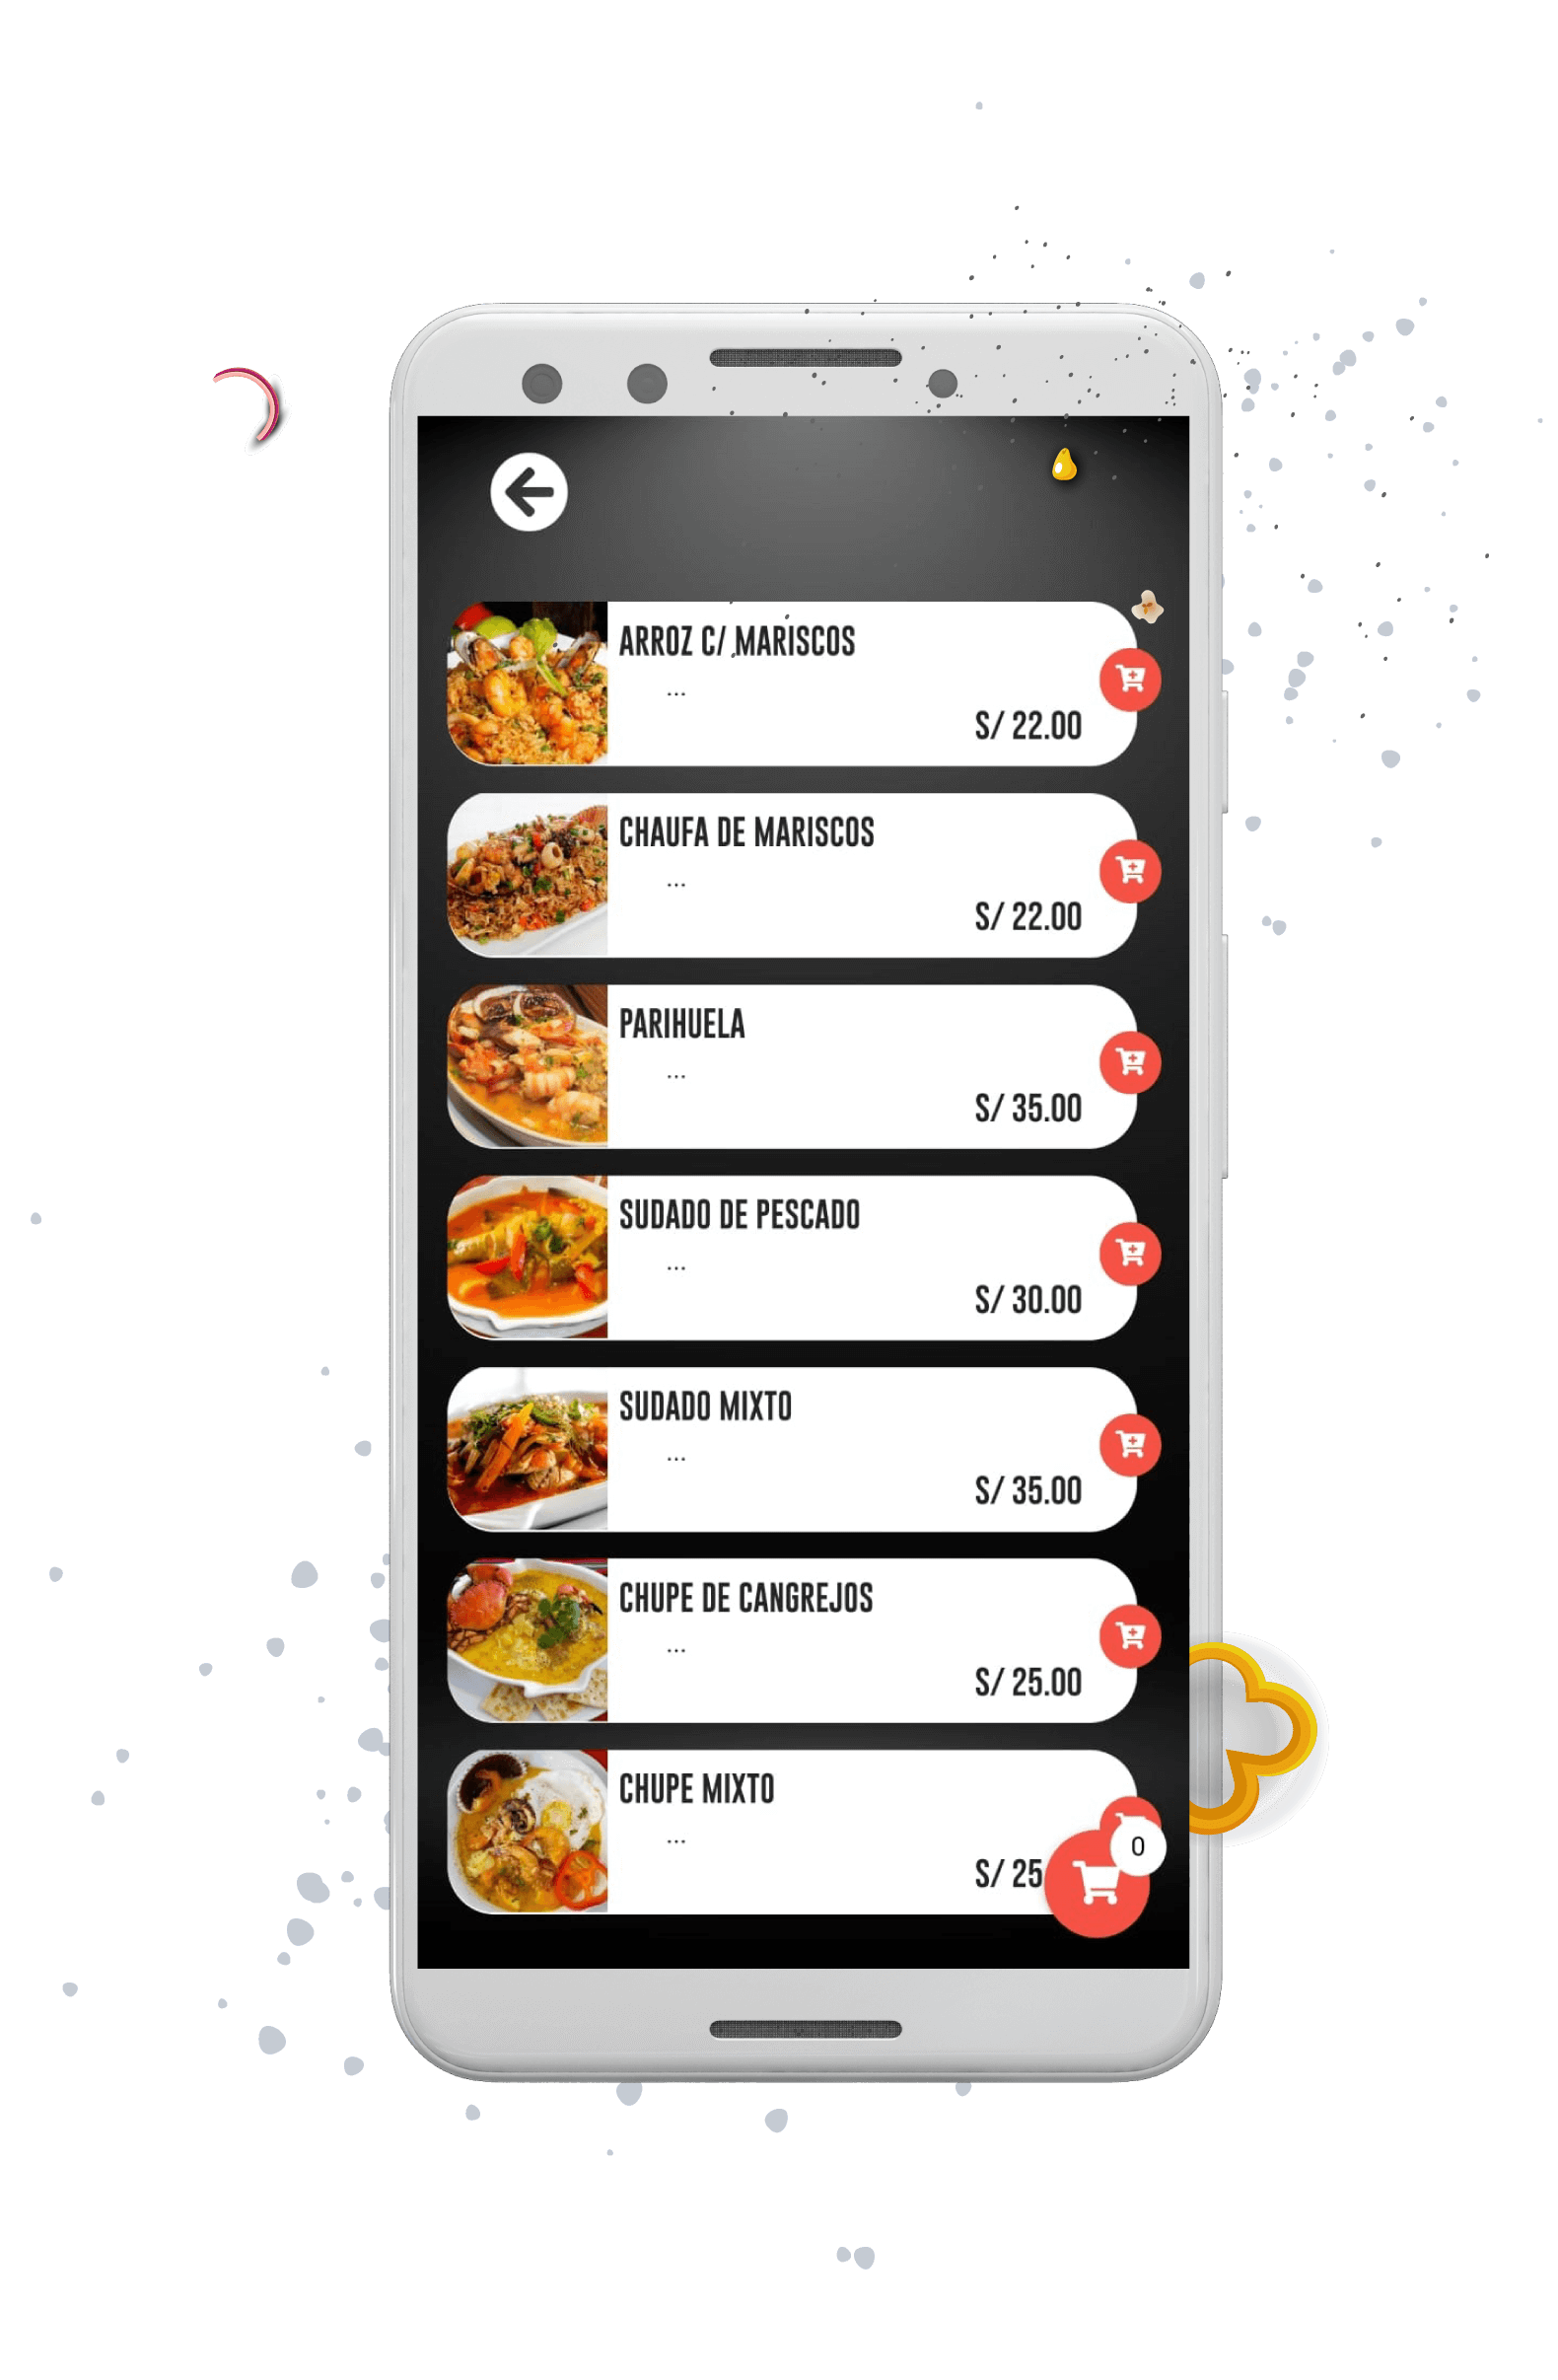 ARROZ C/ MARISCOS
...
S/ 22.00
CHAUFA DE MARISCOS
...
S/ 22.00
PARIHUELA
...
S/ 35.00
SUDADO DE PESCADO
...
S/ 30.00
SUDADO MIXTO
...
S/ 35.00
CHUPE DE CANGREJOS
...
S/ 25.00
CHUPE MIXTO
...
S/ 25
0